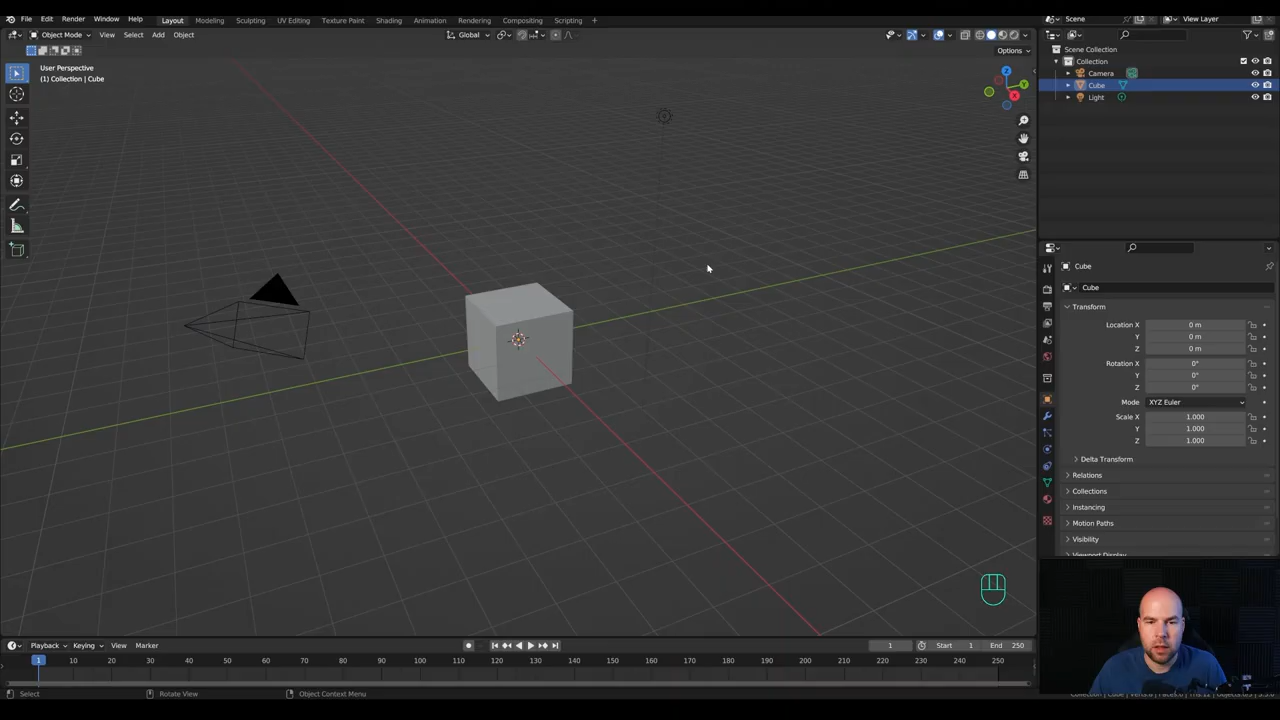 File Edit Render Window Help Layout Modeling Sculpting UV Editing Texture Paint Shading Animation Rendering Compositing Scripting + Scene View Layer
Object Mode View Select Add Object Global
Options
User Perspective
(1) Collection | Cube
Z
Y
X
Scene Collection
Collection
Camera
Cube
Light
Cube
Cube
Transform
Location X 0 m
Y 0 m
Z 0 m
Rotation X 0°
Y 0°
Z 0°
Mode XYZ Euler
Scale X 1.000
Y 1.000
Z 1.000
Delta Transform
Relations
Collections
Instancing
Motion Paths
Visibility
Viewport Display
Playback Keying View Marker 1 Start 1 End 250
1 10 20 30 40 50 60 70 80 90 100 110 120 130 140 150 160 170 180 190 200 210 220 230 240 250
Select Rotate View Object Context Menu